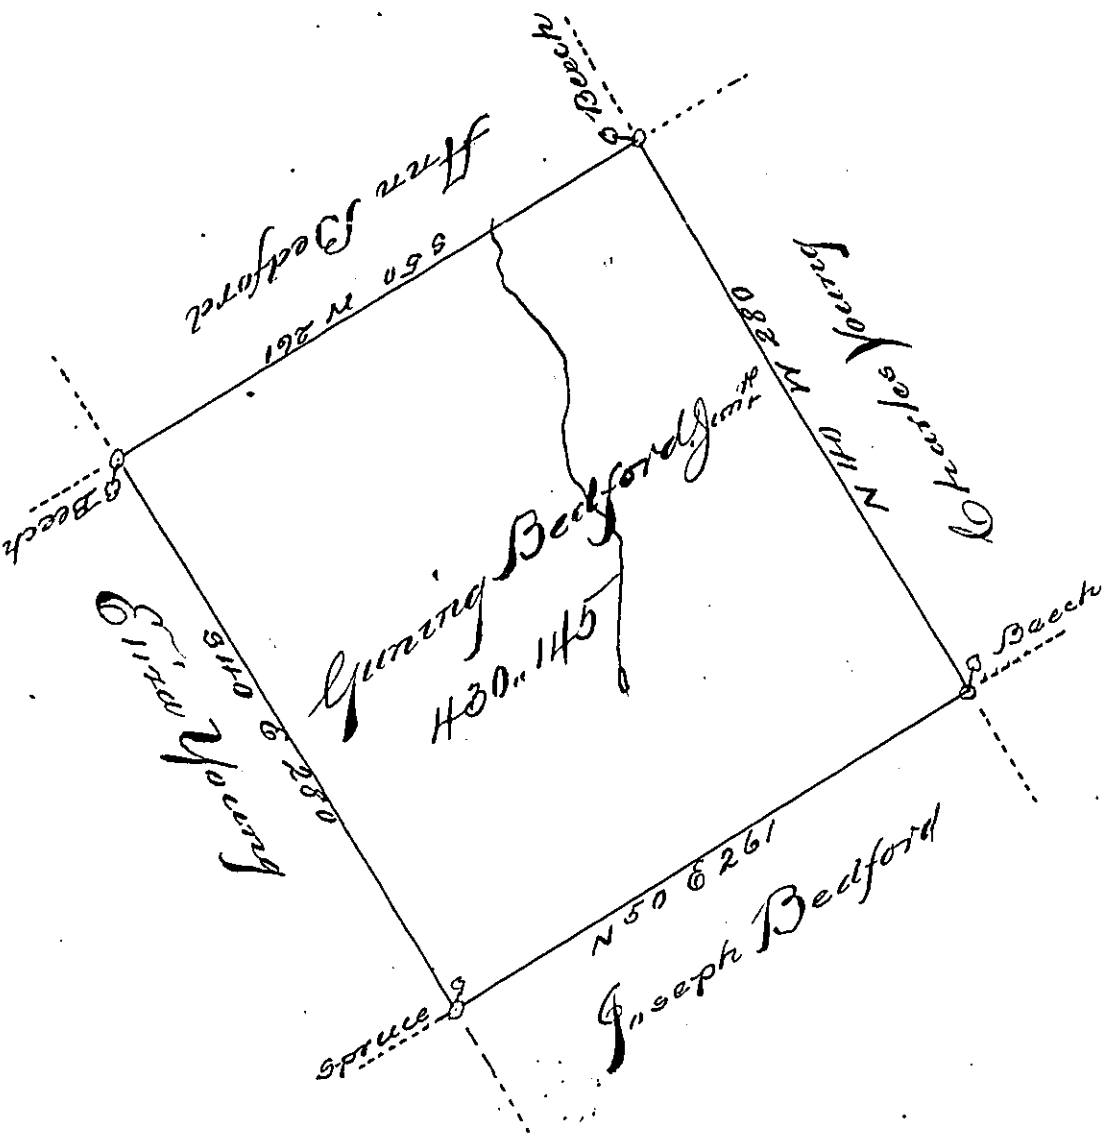 Beech
Ann Bedford
S 50 W 261
Charles Young
N 40 W 280
Beech
Gunning Bedford Junr
430 .. 145
Eliza Young
S 40 E 280
Beech
N 50 E 261
Joseph Bedford
Spruce